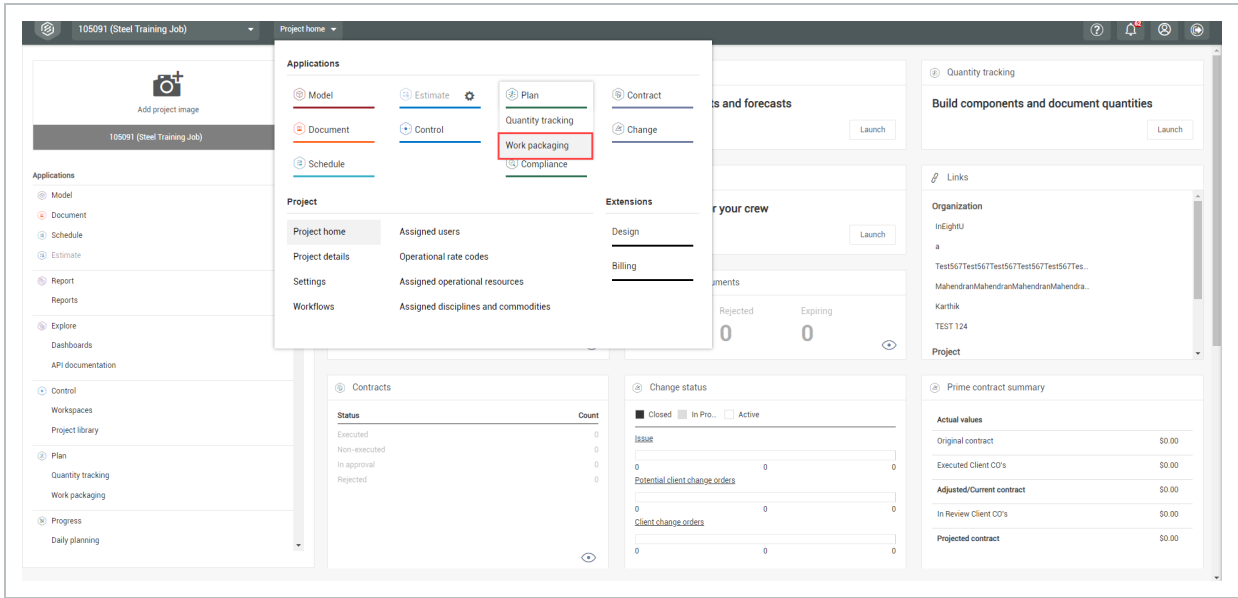 105091 (Steel Training Job)
Project home
Add project image
105091 (Steel Training Job)
Applications
Model
Document
Schedule
Estimate
Report
Reports
Explore
Dashboards
API documentation
Control
Workspaces
Project library
Plan
Quantity tracking
Work packaging
Progress
Daily planning
Applications
Model
Estimate
Plan
Contract
Quantity tracking
Document
Control
Change
Work packaging
Schedule
Compliance
Project
Extensions
Project home
Assigned users
Design
Project details
Operational rate codes
Billing
Settings
Assigned operational resources
Workflows
Assigned disciplines and commodities
ts and forecasts
Launch
r your crew
Launch
uments
Rejected
Expiring
0
0
Quantity tracking
Build components and document quantities
Launch
Links
Organization
InEightU
a
Test567Test567Test567Test567Test567Tes...
MahendranMahendranMahendranMahendra...
Karthik
TEST 124
Project
Contracts
Status Count
Executed 0
Non-executed 0
In approval 0
Rejected 0
Change status
Closed In Pro... Active
Issue
0 0 0
Potential client change orders
0 0 0
Client change orders
0 0 0
Prime contract summary
Actual values
Original contract $0.00
Executed Client CO's $0.00
Adjusted/Current contract $0.00
In Review Client CO's $0.00
Projected contract $0.00